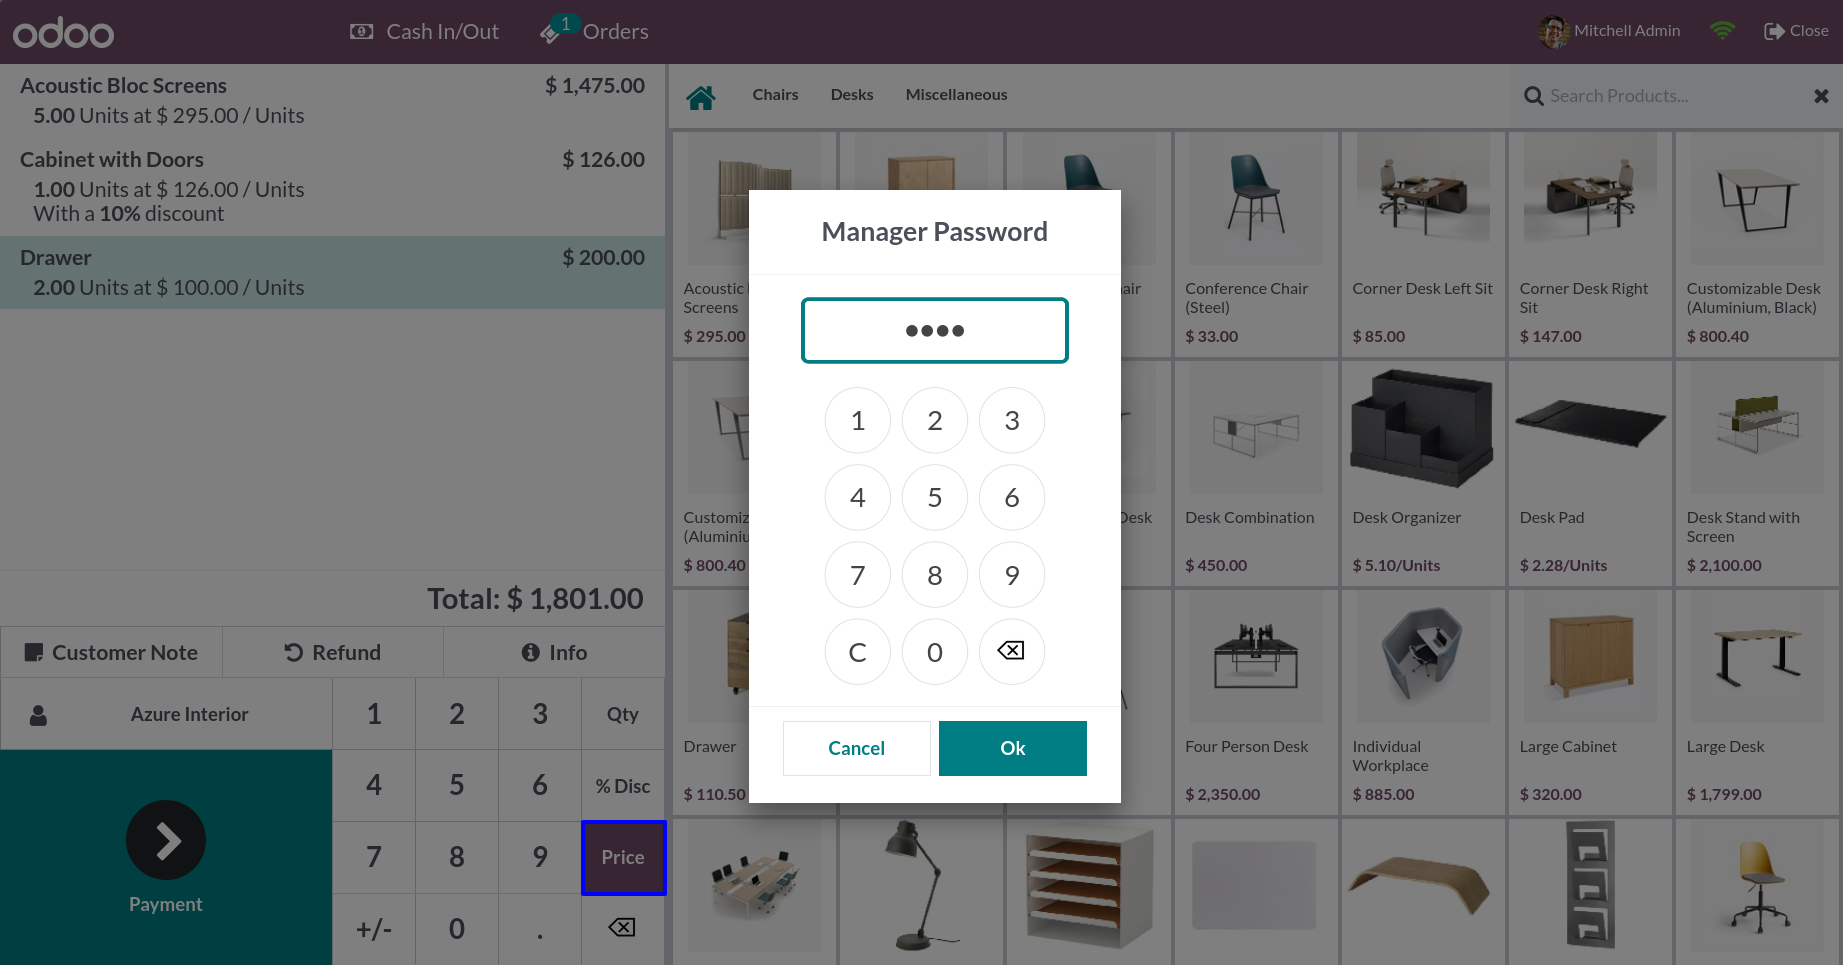 odoo
Cash In/Out
1
Orders
Mitchell Admin
Close
Acoustic Bloc Screens
$ 1,475.00
5.00 Units at $ 295.00 / Units
Cabinet with Doors
$ 126.00
1.00 Units at $ 126.00 / Units
With a 10% discount
Drawer
$ 200.00
2.00 Units at $ 100.00 / Units
Total: $ 1,801.00
Customer Note
Refund
Info
Azure Interior
1
2
3
Qty
4
5
6
% Disc
7
8
9
Price
+/-
0
.
Payment
Chairs
Desks
Miscellaneous
Search Products...
Acoustic
Screens
$ 295.00
air
Conference Chair
(Steel)
$ 33.00
Corner Desk Left Sit
$ 85.00
Corner Desk Right
Sit
$ 147.00
Customizable Desk
(Aluminium, Black)
$ 800.40
Customiz
(Aluminiu
$ 800.40
Desk
Desk Combination
$ 450.00
Desk Organizer
$ 5.10/Units
Desk Pad
$ 2.28/Units
Desk Stand with
Screen
$ 2,100.00
Drawer
$ 110.50
Four Person Desk
$ 2,350.00
Individual
Workplace
$ 885.00
Large Cabinet
$ 320.00
Large Desk
$ 1,799.00
Manager Password
1
2
3
4
5
6
7
8
9
C
0
Cancel
Ok